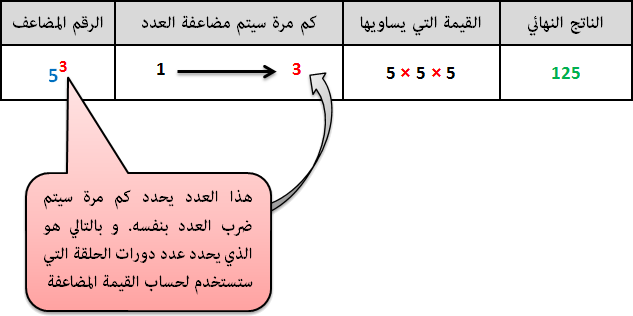 الرقم المضاعف
كم مرة سيتم مضاعفة العدد
القيمة التي يساويها
الناتج النهائي
5³
1 → 3
5 × 5 × 5
125
هذا العدد يحدد كم مرة سيتم
ضرب العدد بنفسه. و بالتالي هو
الذي يحدد عدد دورات الحلقة التي
ستستخدم لحساب القيمة المضاعفة